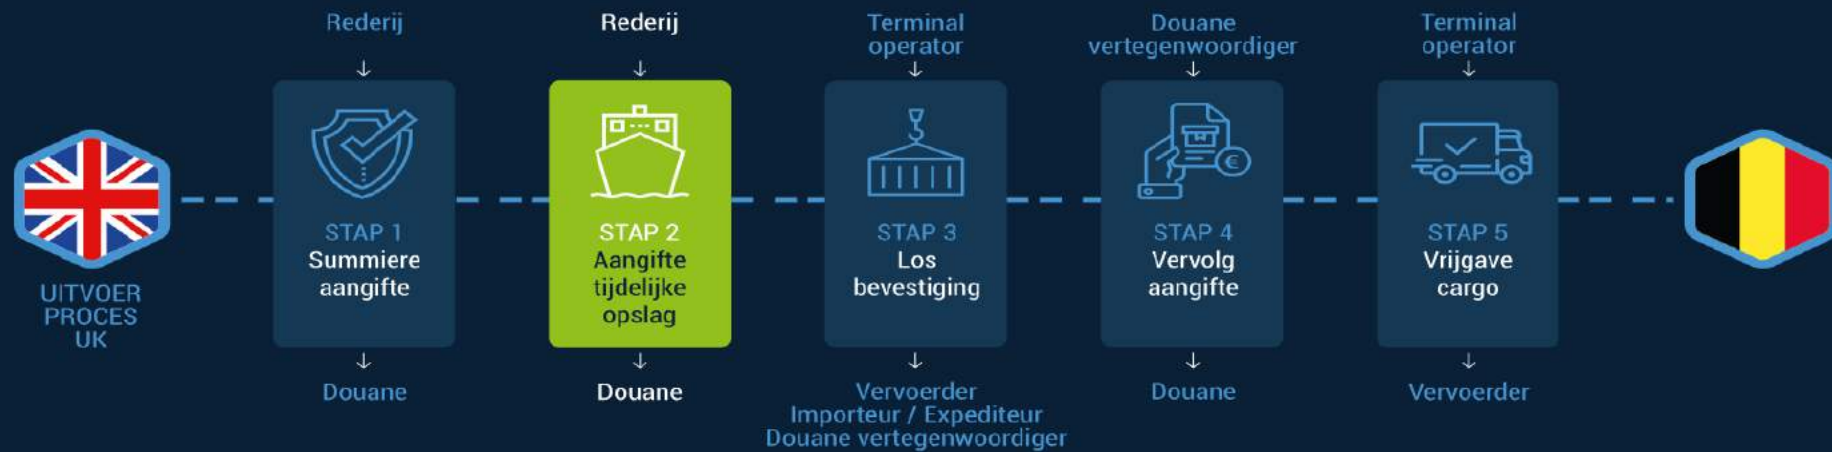 UITVOER
PROCES
UK
Rederij
STAP 1
Summiere
aangifte
Douane
Rederij
STAP 2
Aangifte
tijdelijke
opslag
Douane
Terminal
operator
STAP 3
Los
bevestiging
Vervoerder
Importeur / Expediteur
Douane vertegenwoordiger
Douane
vertegenwoordiger
€
STAP 4
Vervolg
aangifte
Douane
Terminal
operator
STAP 5
Vrijgave
cargo
Vervoerder